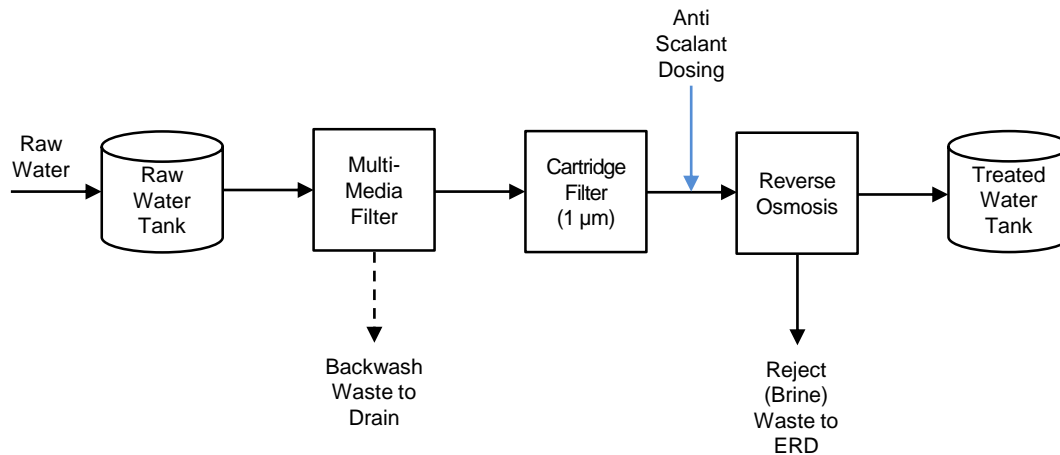 Anti
Scalant
Dosing
Raw
Water
Raw
Water
Tank
Multi-
Media
Filter
Cartridge
Filter
(1 µm)
Reverse
Osmosis
Treated
Water
Tank
Backwash
Waste to
Drain
Reject
(Brine)
Waste to
ERD